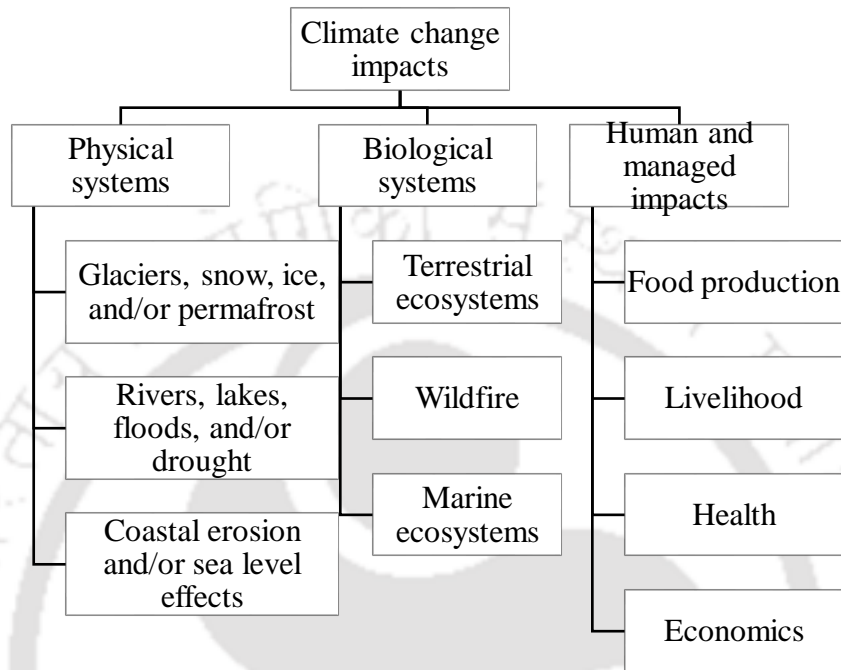 Climate change
impacts
Physical
systems
Glaciers, snow, ice,
and/or permafrost
Rivers, lakes,
floods, and/or
drought
Coastal erosion
and/or sea level
effects
Biological
systems
Terrestrial
ecosystems
Wildfire
Marine
ecosystems
Human and
managed
impacts
Food production
Livelihood
Health
Economics